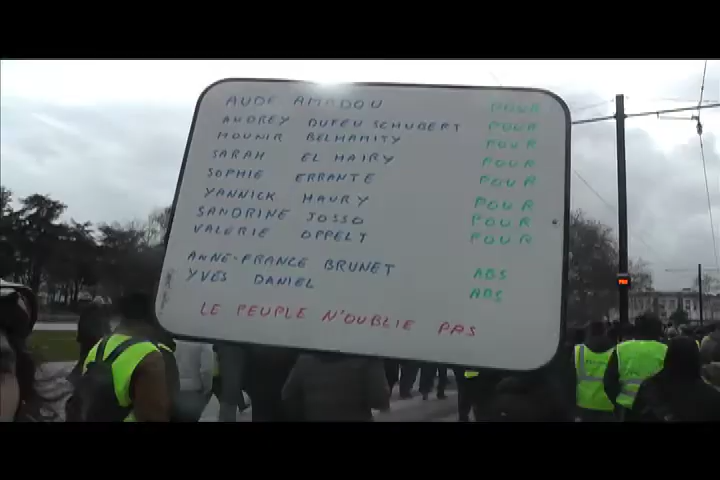 AUDE AMADOU POUR
AUDREY DUFEU SCHUBERT POUR
MOUNIR BELHAMITY POUR
SARAH EL HAIRY POUR
SOPHIE ERRANTE POUR
YANNICK HAURY POUR
SANDRINE JOSSO POUR
VALERIE OPPELT POUR
ANNE-FRANCE BRUNET ABS
YVES DANIEL ABS
LE PEUPLE N'OUBLIE PAS